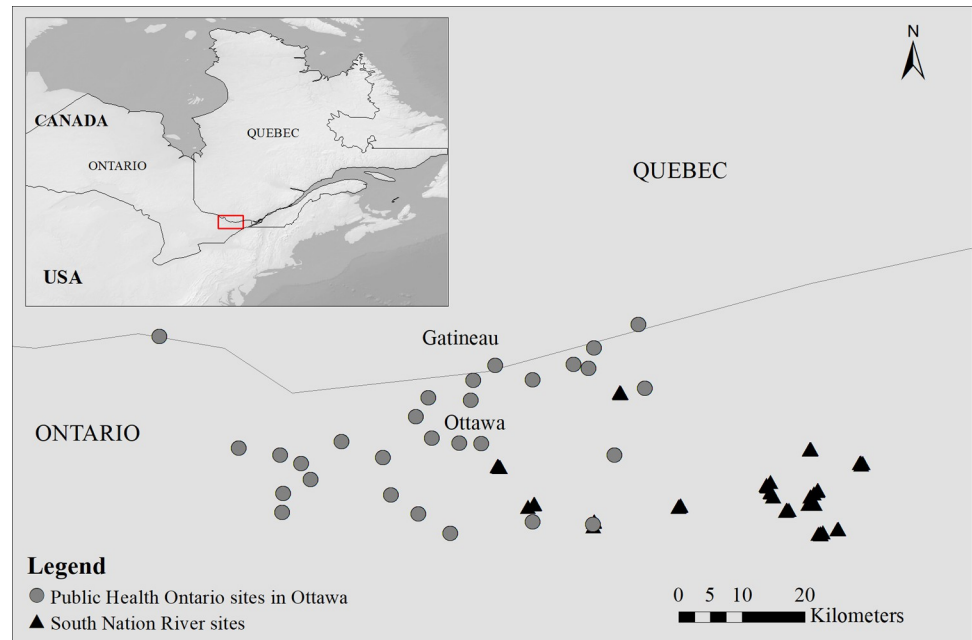 N
CANADA
QUEBEC
ONTARIO
USA
QUEBEC
Gatineau
Ottawa
ONTARIO
Legend
Public Health Ontario sites in Ottawa
South Nation River sites
0 5 10 20
Kilometers